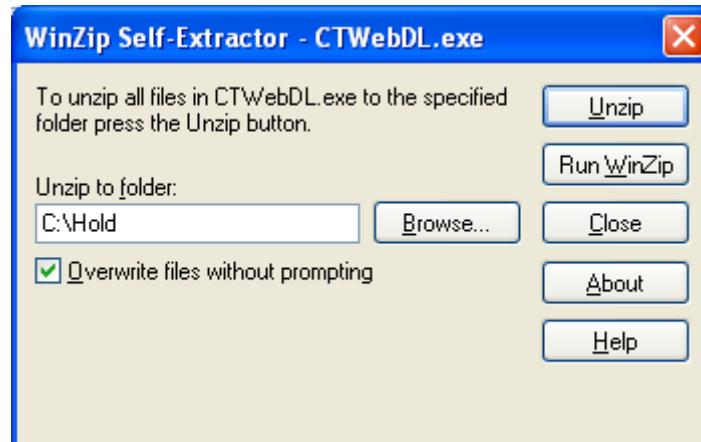 WinZip Self-Extractor - CTWebDL.exe
To unzip all files in CTWebDL.exe to the specified
folder press the Unzip button.
Unzip to folder:
C:\Hold
Browse...
Overwrite files without prompting
Unzip
Run WinZip
Close
About
Help